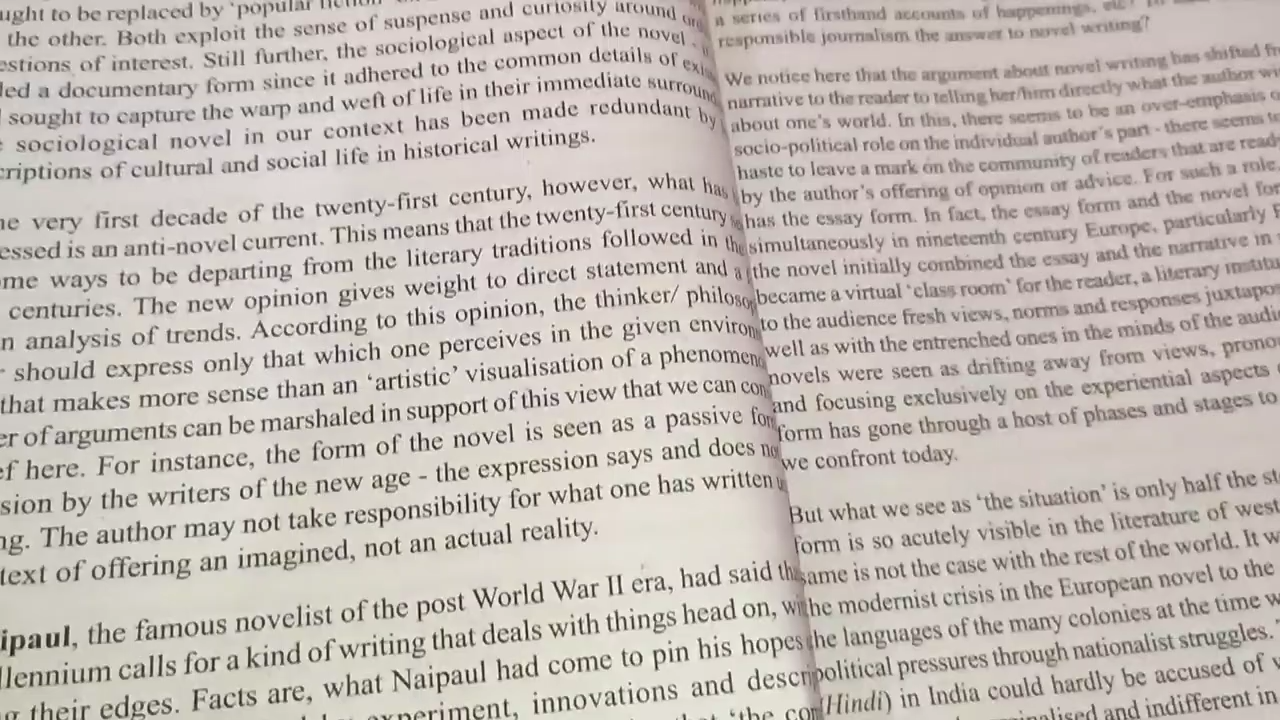 ught to be replaced by 'popular fiction
the other. Both exploit the sense of suspense and curiosity around
estions of interest. Still further, the sociological aspect of the novel
led a documentary form since it adhered to the common details of
sought to capture the warp and weft of life in their immediate surround
sociological novel in our context has been made redundant by
criptions of cultural and social life in historical writings.
he very first decade of the twenty-first century, however, what has
essed is an anti-novel current. This means that the twenty-first century
ome ways to be departing from the literary traditions followed in the
centuries. The new opinion gives weight to direct statement and a
n analysis of trends. According to this opinion, the thinker/ philosop
should express only that which one perceives in the given environ
that makes more sense than an 'artistic' visualisation of a phenomen
er of arguments can be marshaled in support of this view that we can con
ef here. For instance, the form of the novel is seen as a passive for
sion by the writers of the new age - the expression says and does no
ng. The author may not take responsibility for what one has written
text of offering an imagined, not an actual reality.
ipaul, the famous novelist of the post World War II era, had said th
llennium calls for a kind of writing that deals with things head on, wi
g their edges. Facts are, what Naipaul had come to pin his hopes
experiment, innovations and descr
'the con
a series of firsthand accounts of happenings, etc? To
responsible journalism the answer to novel writing?
We notice here that the argument about novel writing has shifted fr
narrative to the reader to telling her/him directly what the author wi
about one's world. In this, there seems to be an over-emphasis o
socio-political role on the individual author's part - there seems to
haste to leave a mark on the community of readers that are read
by the author's offering of opinion or advice. For such a role,
has the essay form. In fact, the essay form and the novel for
simultaneously in nineteenth century Europe, particularly
the novel initially combined the essay and the narrative in
became a virtual 'class room' for the reader, a literary institu
to the audience fresh views, norms and responses juxtapos
well as with the entrenched ones in the minds of the audi
novels were seen as drifting away from views, prono
and focusing exclusively on the experiential aspects
form has gone through a host of phases and stages to
we confront today.
But what we see as 'the situation' is only half the st
form is so acutely visible in the literature of west
same is not the case with the rest of the world. It w
he modernist crisis in the European novel to the
he languages of the many colonies at the time w
political pressures through nationalist struggles.
(Hindi) in India could hardly be accused of
nalised and indifferent in